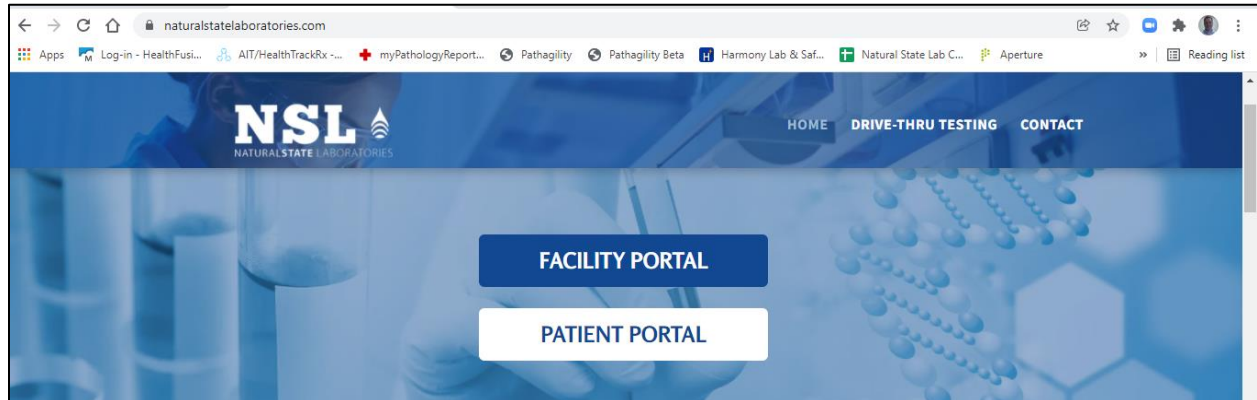 naturalstatelaboratories.com
Apps Log-in - HealthFusi... AIT/HealthTrackRx -... myPathologyReport... Pathagility Pathagility Beta Harmony Lab & Saf... Natural State Lab C... Aperture » Reading list
NSL
NATURALSTATE LABORATORIES
HOME DRIVE-THRU TESTING CONTACT
FACILITY PORTAL
PATIENT PORTAL